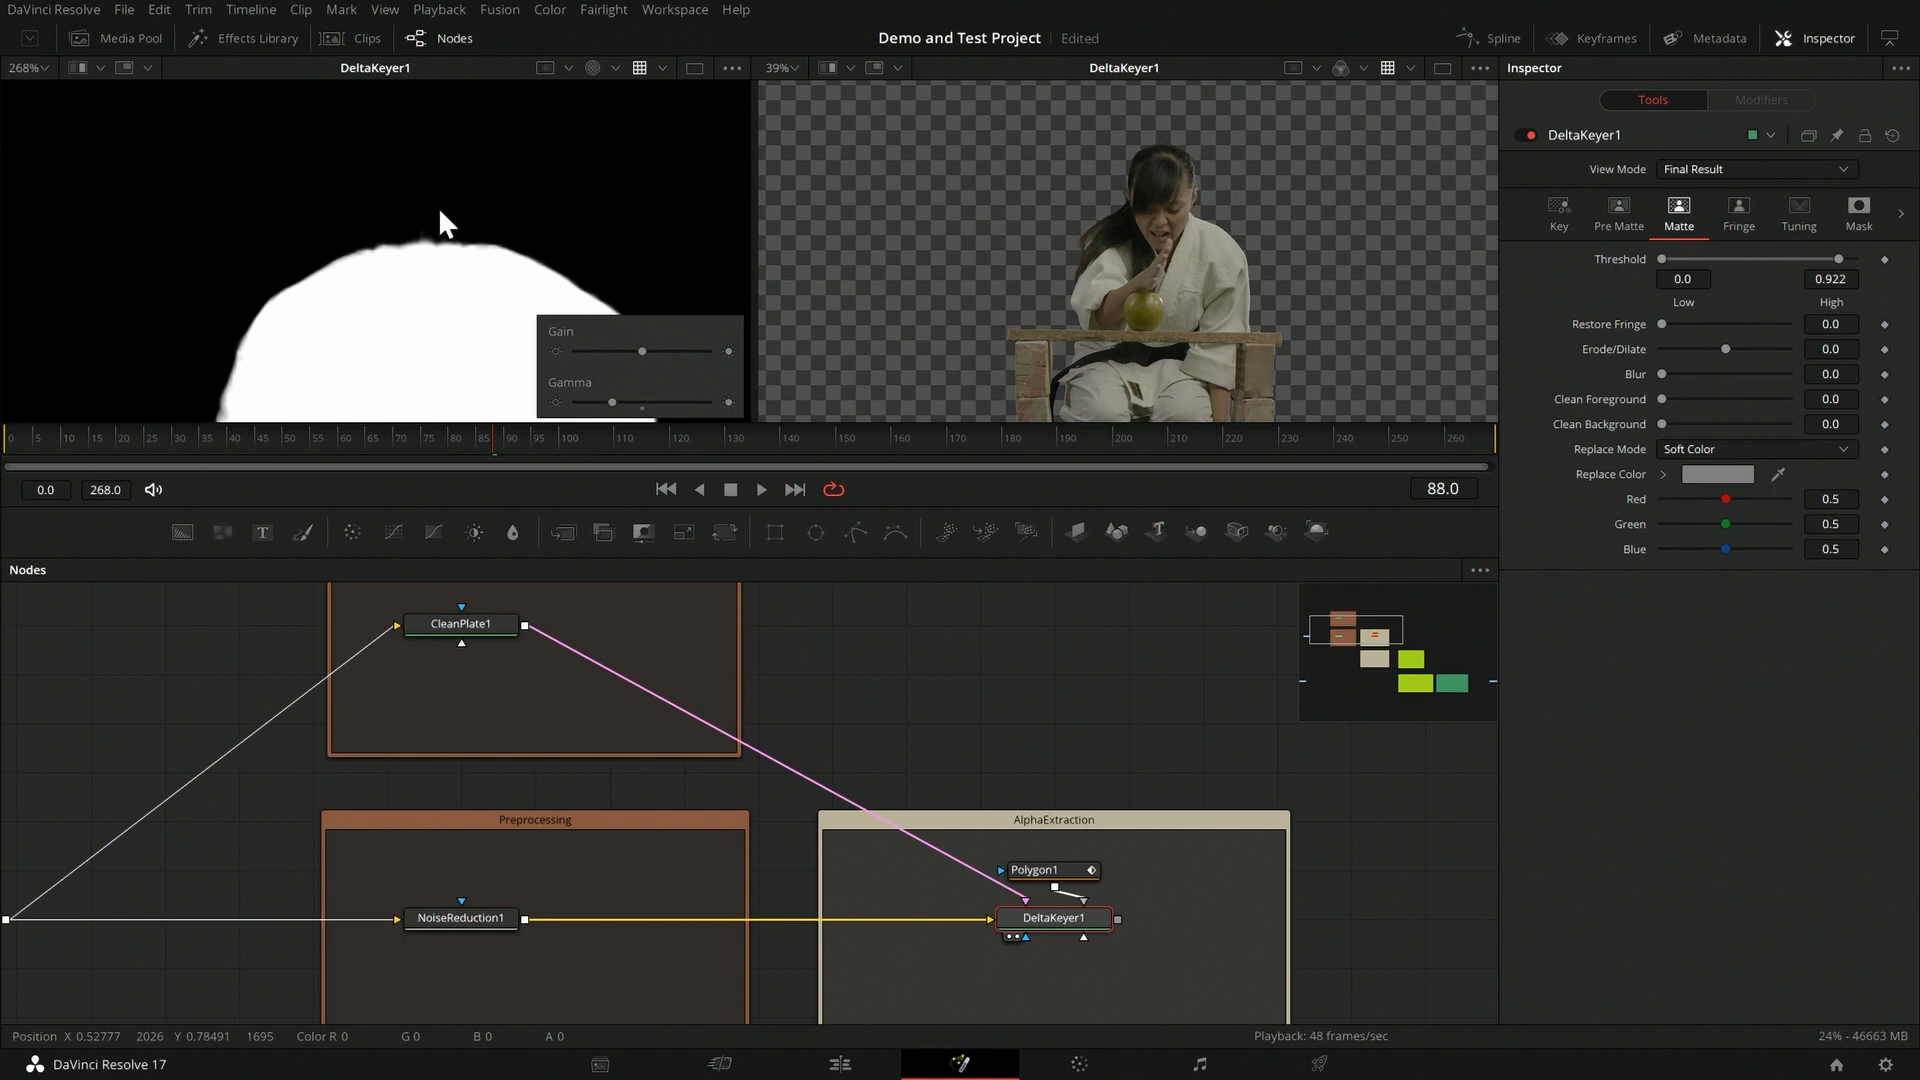 DaVinci Resolve File Edit Trim Timeline Clip Mark View Playback Fusion Color Fairlight Workspace Help
Media Pool Effects Library Clips Nodes Demo and Test Project Edited Spline Keyframes Metadata Inspector
268% DeltaKeyer1 39% DeltaKeyer1 Inspector
Tools Modifiers
DeltaKeyer1
View Mode Final Result
Key Pre Matte Matte Fringe Tuning Mask
Threshold
0.0 0.922
Low High
Restore Fringe 0.0
Erode/Dilate 0.0
Blur 0.0
Clean Foreground 0.0
Clean Background 0.0
Replace Mode Soft Color
Replace Color
Red 0.5
Green 0.5
Blue 0.5
Gain
Gamma
0 5 10 15 20 25 30 35 40 45 50 55 60 65 70 75 80 85 90 95 100 110 120 130 140 150 160 170 180 190 200 210 220 230 240 250 260
0.0 268.0 88.0
Nodes
CleanPlate1
Preprocessing
AlphaExtraction
Polygon1
NoiseReduction1
DeltaKeyer1
Position X 0.52777 2026 Y 0.78491 1695 Color R 0 G 0 B 0 A 0 Playback: 48 frames/sec 24% - 46663 MB
DaVinci Resolve 17